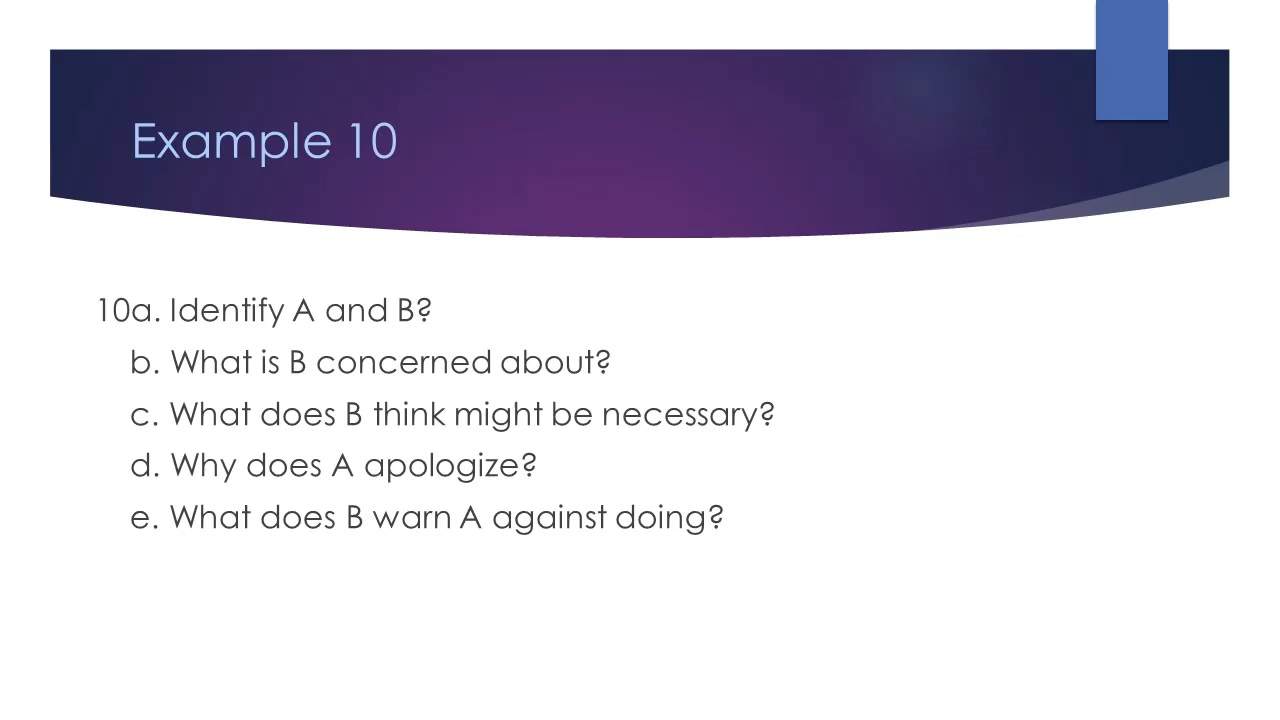 Example 10
10a. Identify A and B?
b. What is B concerned about?
c. What does B think might be necessary?
d. Why does A apologize?
e. What does B warn A against doing?